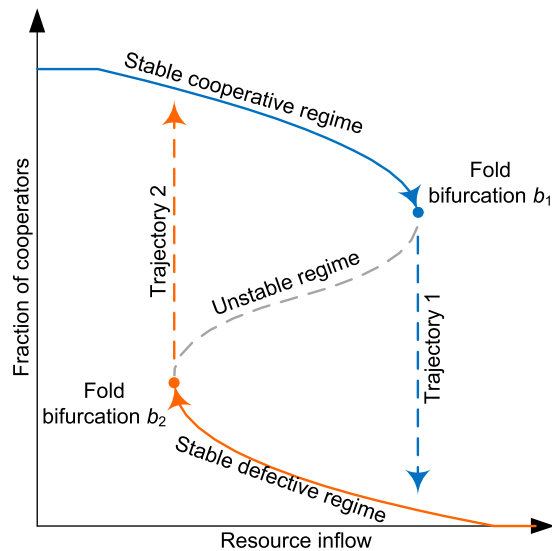 Stable cooperative regime
Fold
bifurcation b₁
Trajectory 2
Unstable regime
Fraction of cooperators
Trajectory 1
Fold
bifurcation b₂
Stable defective regime
Resource inflow